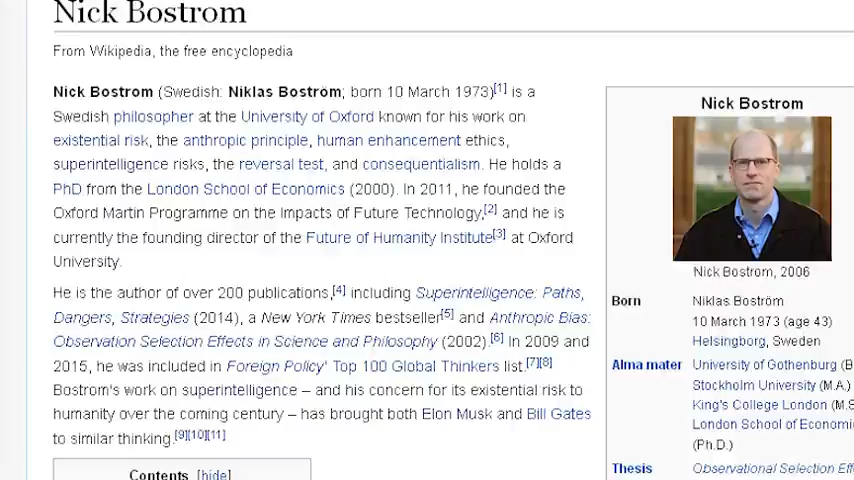 Nick Bostrom
From Wikipedia, the free encyclopedia
Nick Bostrom (Swedish: Niklas Boström; born 10 March 1973)[1] is a
Swedish philosopher at the University of Oxford known for his work on
existential risk, the anthropic principle, human enhancement ethics,
superintelligence risks, the reversal test, and consequentialism. He holds a
PhD from the London School of Economics (2000). In 2011, he founded the
Oxford Martin Programme on the Impacts of Future Technology,[2] and he is
currently the founding director of the Future of Humanity Institute[3] at Oxford
University.
He is the author of over 200 publications,[4] including Superintelligence: Paths,
Dangers, Strategies (2014), a New York Times bestseller[5] and Anthropic Bias:
Observation Selection Effects in Science and Philosophy (2002).[6] In 2009 and
2015, he was included in Foreign Policy' Top 100 Global Thinkers list.[7][8]
Bostrom's work on superintelligence – and his concern for its existential risk to
humanity over the coming century – has brought both Elon Musk and Bill Gates
to similar thinking.[9][10][11]
Contents [hide]
Nick Bostrom
Nick Bostrom, 2006
Born Niklas Boström
10 March 1973 (age 43)
Helsingborg, Sweden
Alma mater University of Gothenburg (B
Stockholm University (M.A.)
King's College London (M.S
London School of Economic
(Ph.D.)
Thesis Observational Selection Eff